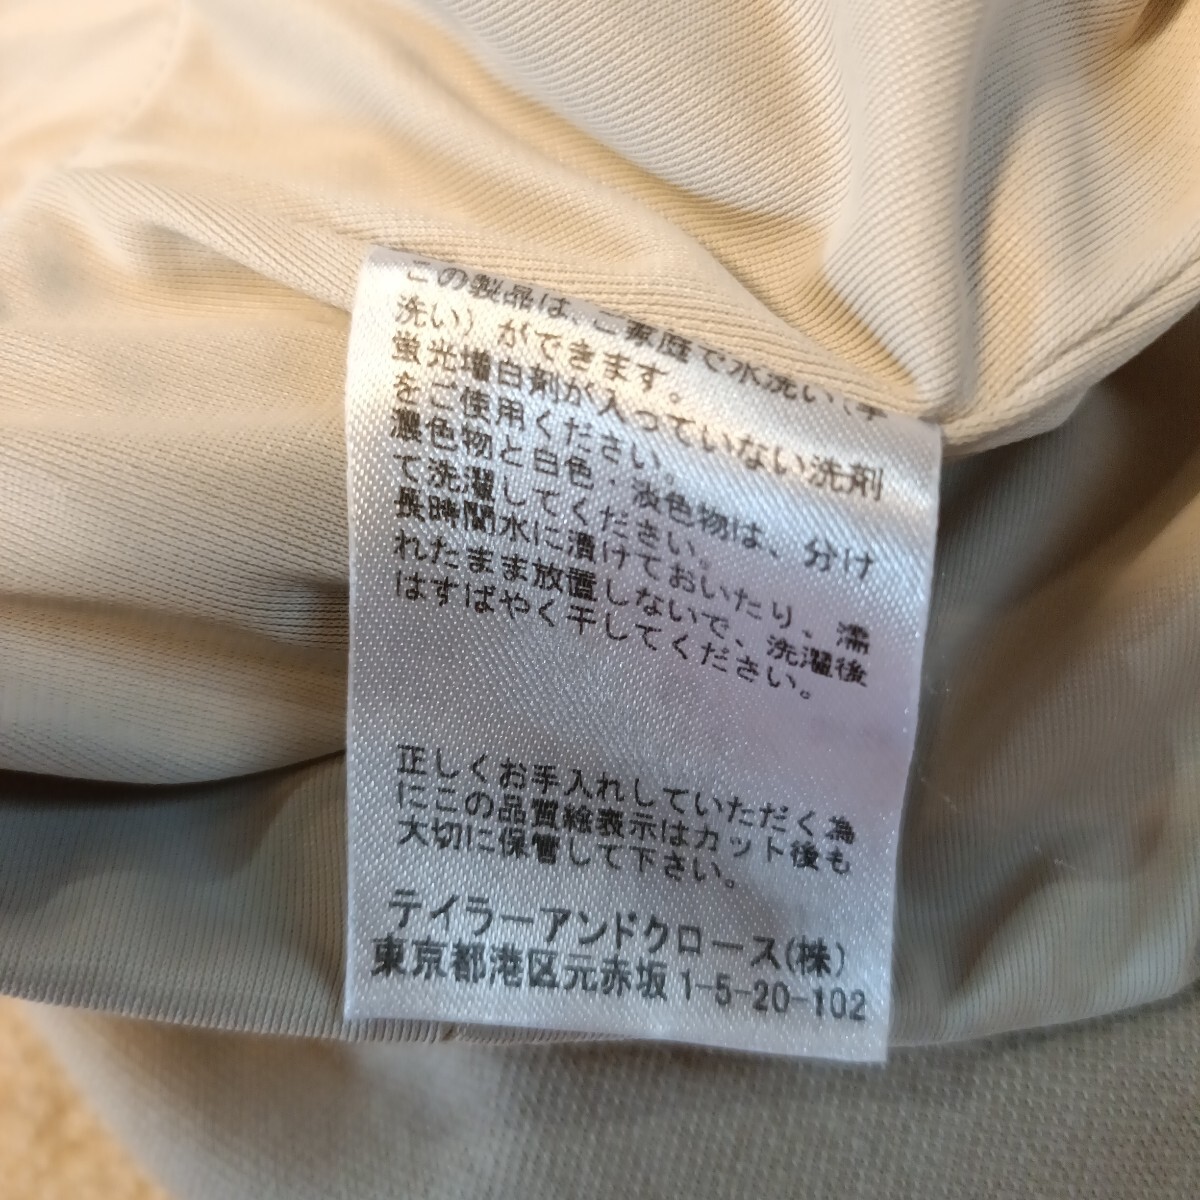 この製品は、ご家庭で水洗い（手
洗い）ができます。
蛍光増白剤が入っていない洗剤
をご使用ください。
濃色物と白色・淡色物は、分け
て洗濯してください。
長時間水に漬けておいたり、濡
れたまま放置しないで、洗濯後
はすばやく干してください。
正しくお手入れしていただく為
にこの品質絵表示はカット後も
大切に保管して下さい。
テイラーアンドクロース(株)
東京都港区元赤坂1-5-20-102